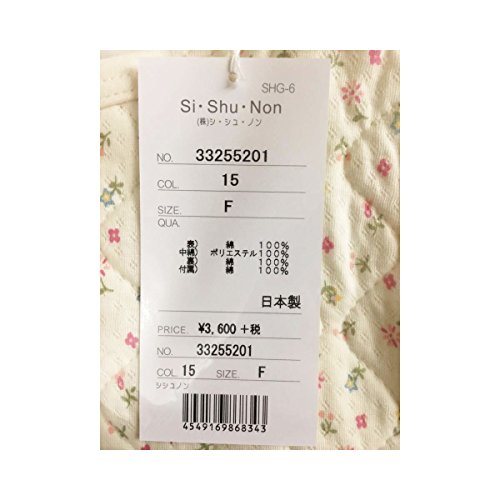 SHG-6
Si・Shu・Non
(株)シ・シュ・ノン
NO. 33255201
COL. 15
SIZE. F
QUA.
表) 綿 100%
中綿) ポリエステル 100%
裏) 綿 100%
付属) 綿 100%
日本製
PRICE. ¥3,600 +税
NO. 33255201
COL. 15 SIZE. F
シシュノン
4549169868343